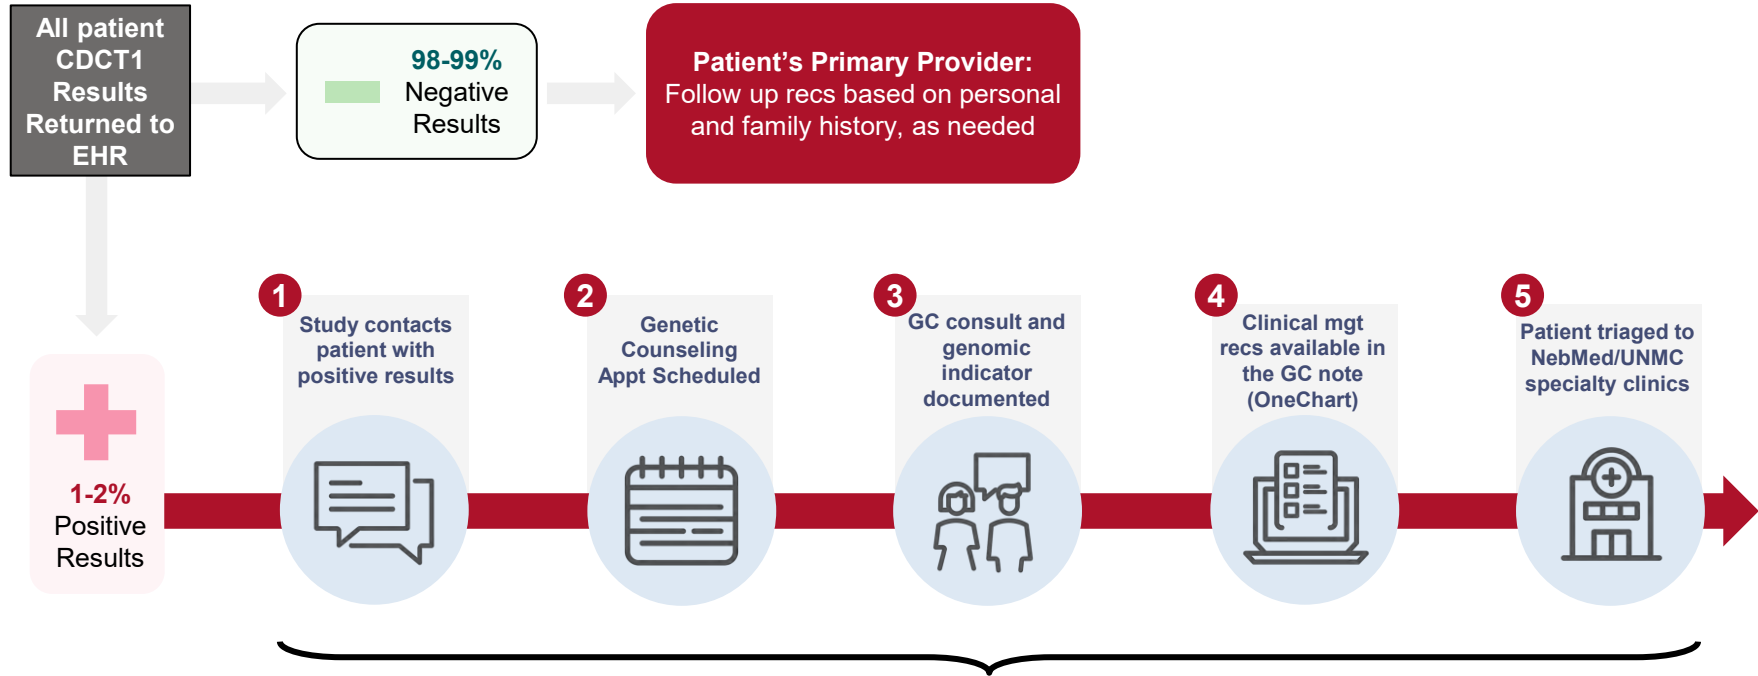 All patient
CDCT1
Results
Returned to
EHR
98-99%
Negative
Results
Patient's Primary Provider:
Follow up recs based on personal
and family history, as needed
1
Study contacts
patient with
positive results
2
Genetic
Counseling
Appt Scheduled
3
GC consult and
genomic
indicator
documented
4
Clinical mgt
recs available in
the GC note
(OneChart)
5
Patient triaged to
NebMed/UNMC
specialty clinics
1-2%
Positive
Results